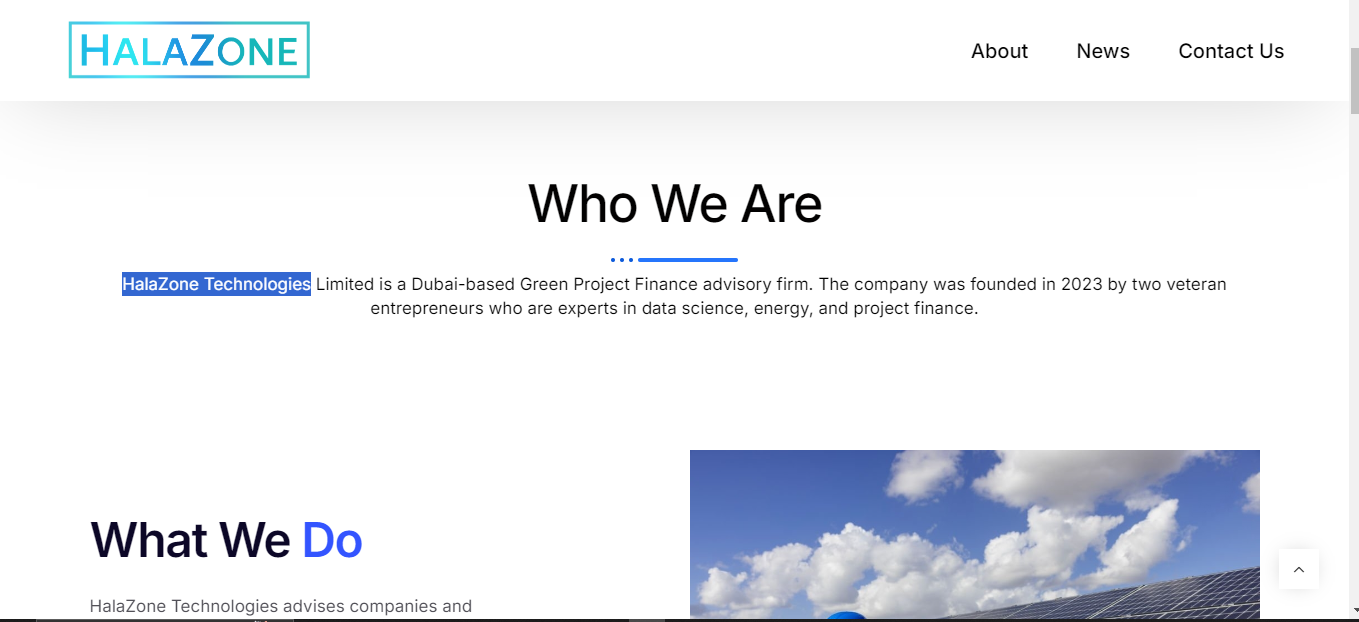 HALAZONE
About
News
Contact Us
Who We Are
HalaZone Technologies Limited is a Dubai-based Green Project Finance advisory firm. The company was founded in 2023 by two veteran
entrepreneurs who are experts in data science, energy, and project finance.
What We Do
HalaZone Technologies advises companies and